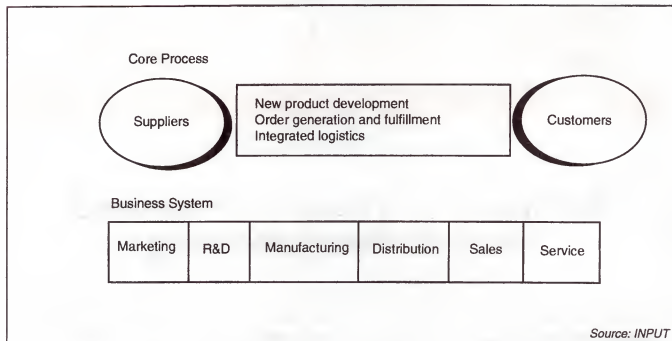 Core Process
Suppliers
New product development
Order generation and fulfillment
Integrated logistics
Customers
Business System
Marketing
R&D
Manufacturing
Distribution
Sales
Service
Source: INPUT